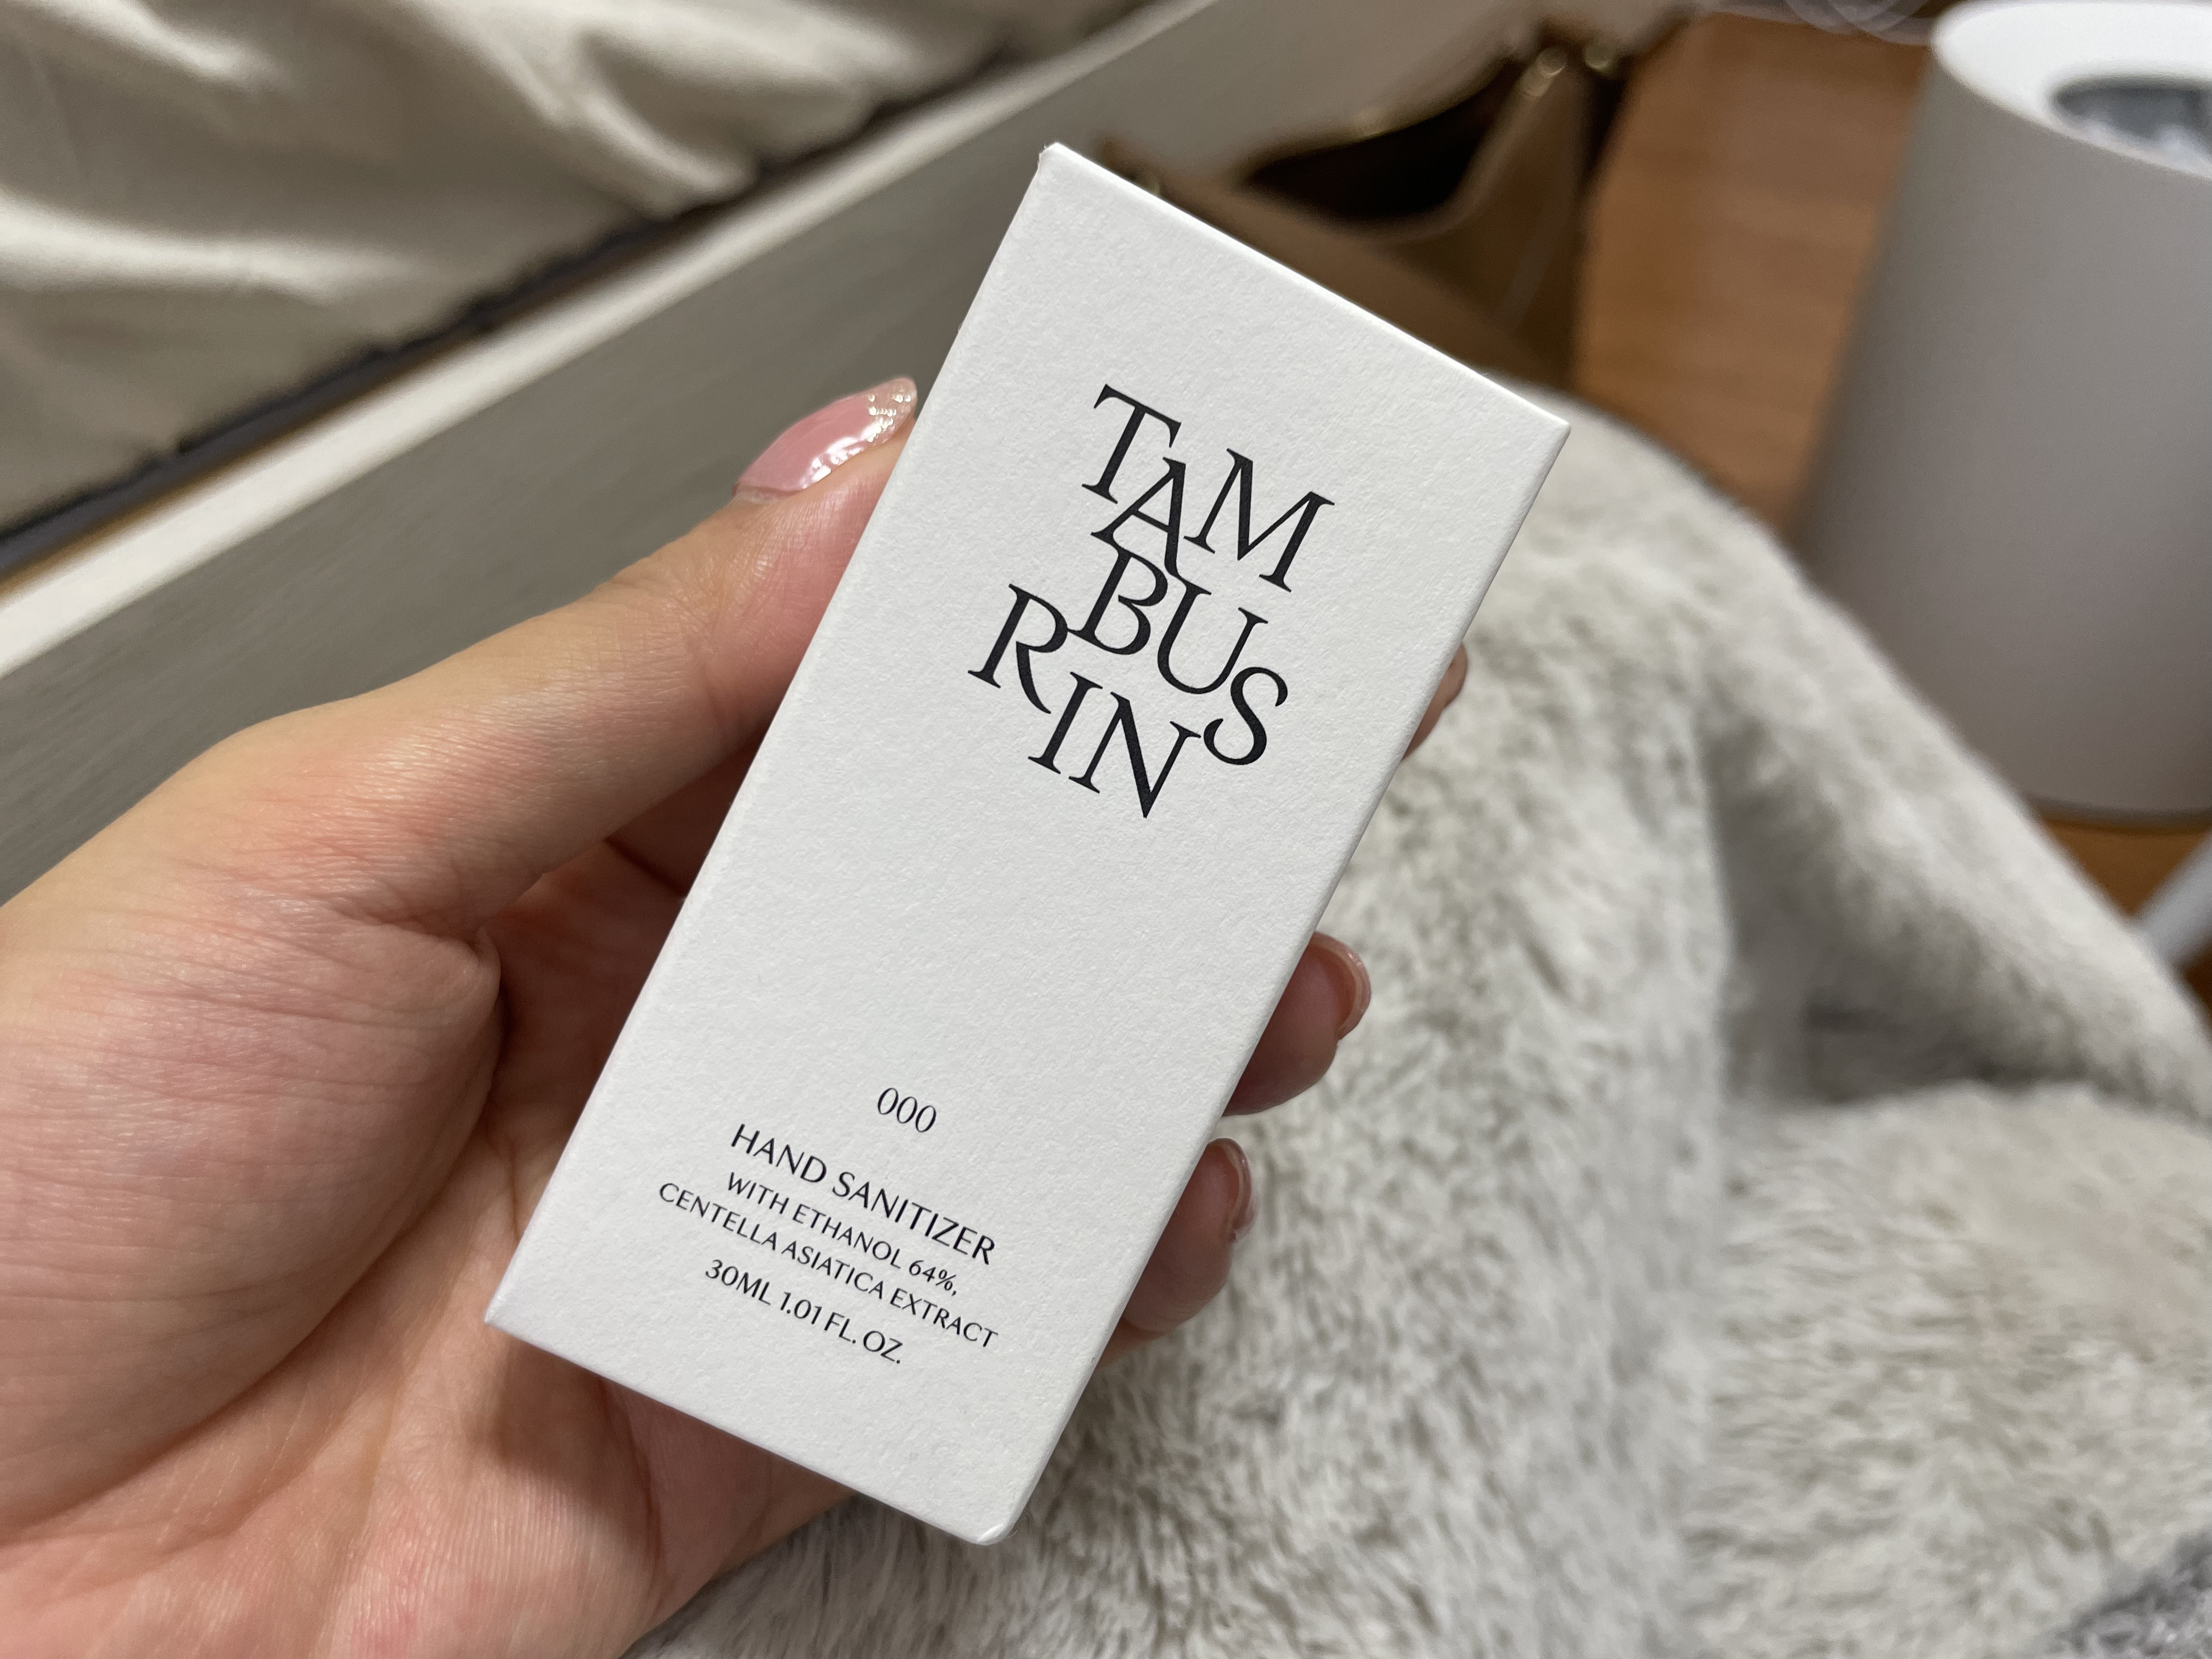 TAM
BUS
RIN
000
HAND SANITIZER
WITH ETHANOL 64%,
CENTELLA ASIATICA EXTRACT
30ML 1.01 FL. OZ.